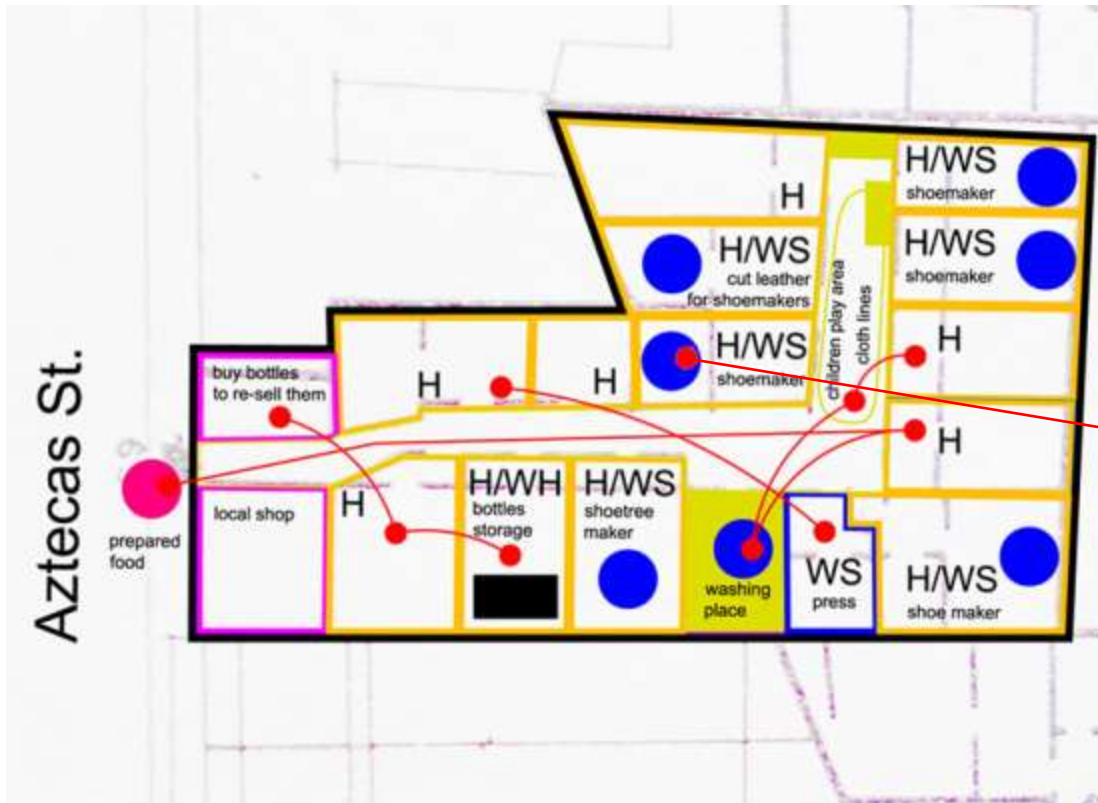 Aztecas St.
prepared
food
buy bottles
to re-sell them
local shop
H
H
H
H/WS
cut leather
for shoemakers
H/WS
shoemaker
children play area
cloth lines
H/WS
shoemaker
H/WS
shoemaker
H
H
H
H/WH
bottles
storage
H/WS
shoetree
maker
washing
place
WS
press
H/WS
shoe maker